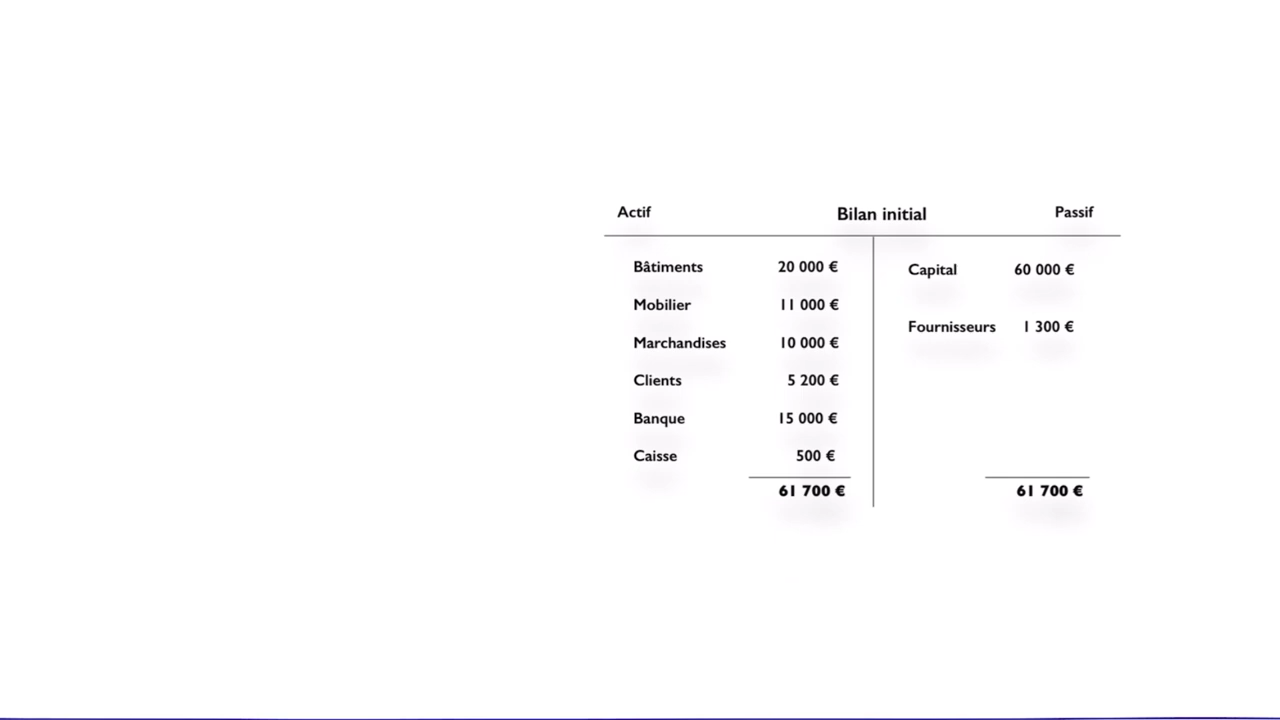 Actif Bilan initial Passif
Bâtiments 20 000 € Capital 60 000 €
Mobilier 11 000 €
Fournisseurs 1 300 €
Marchandises 10 000 €
Clients 5 200 €
Banque 15 000 €
Caisse 500 €
61 700 € 61 700 €